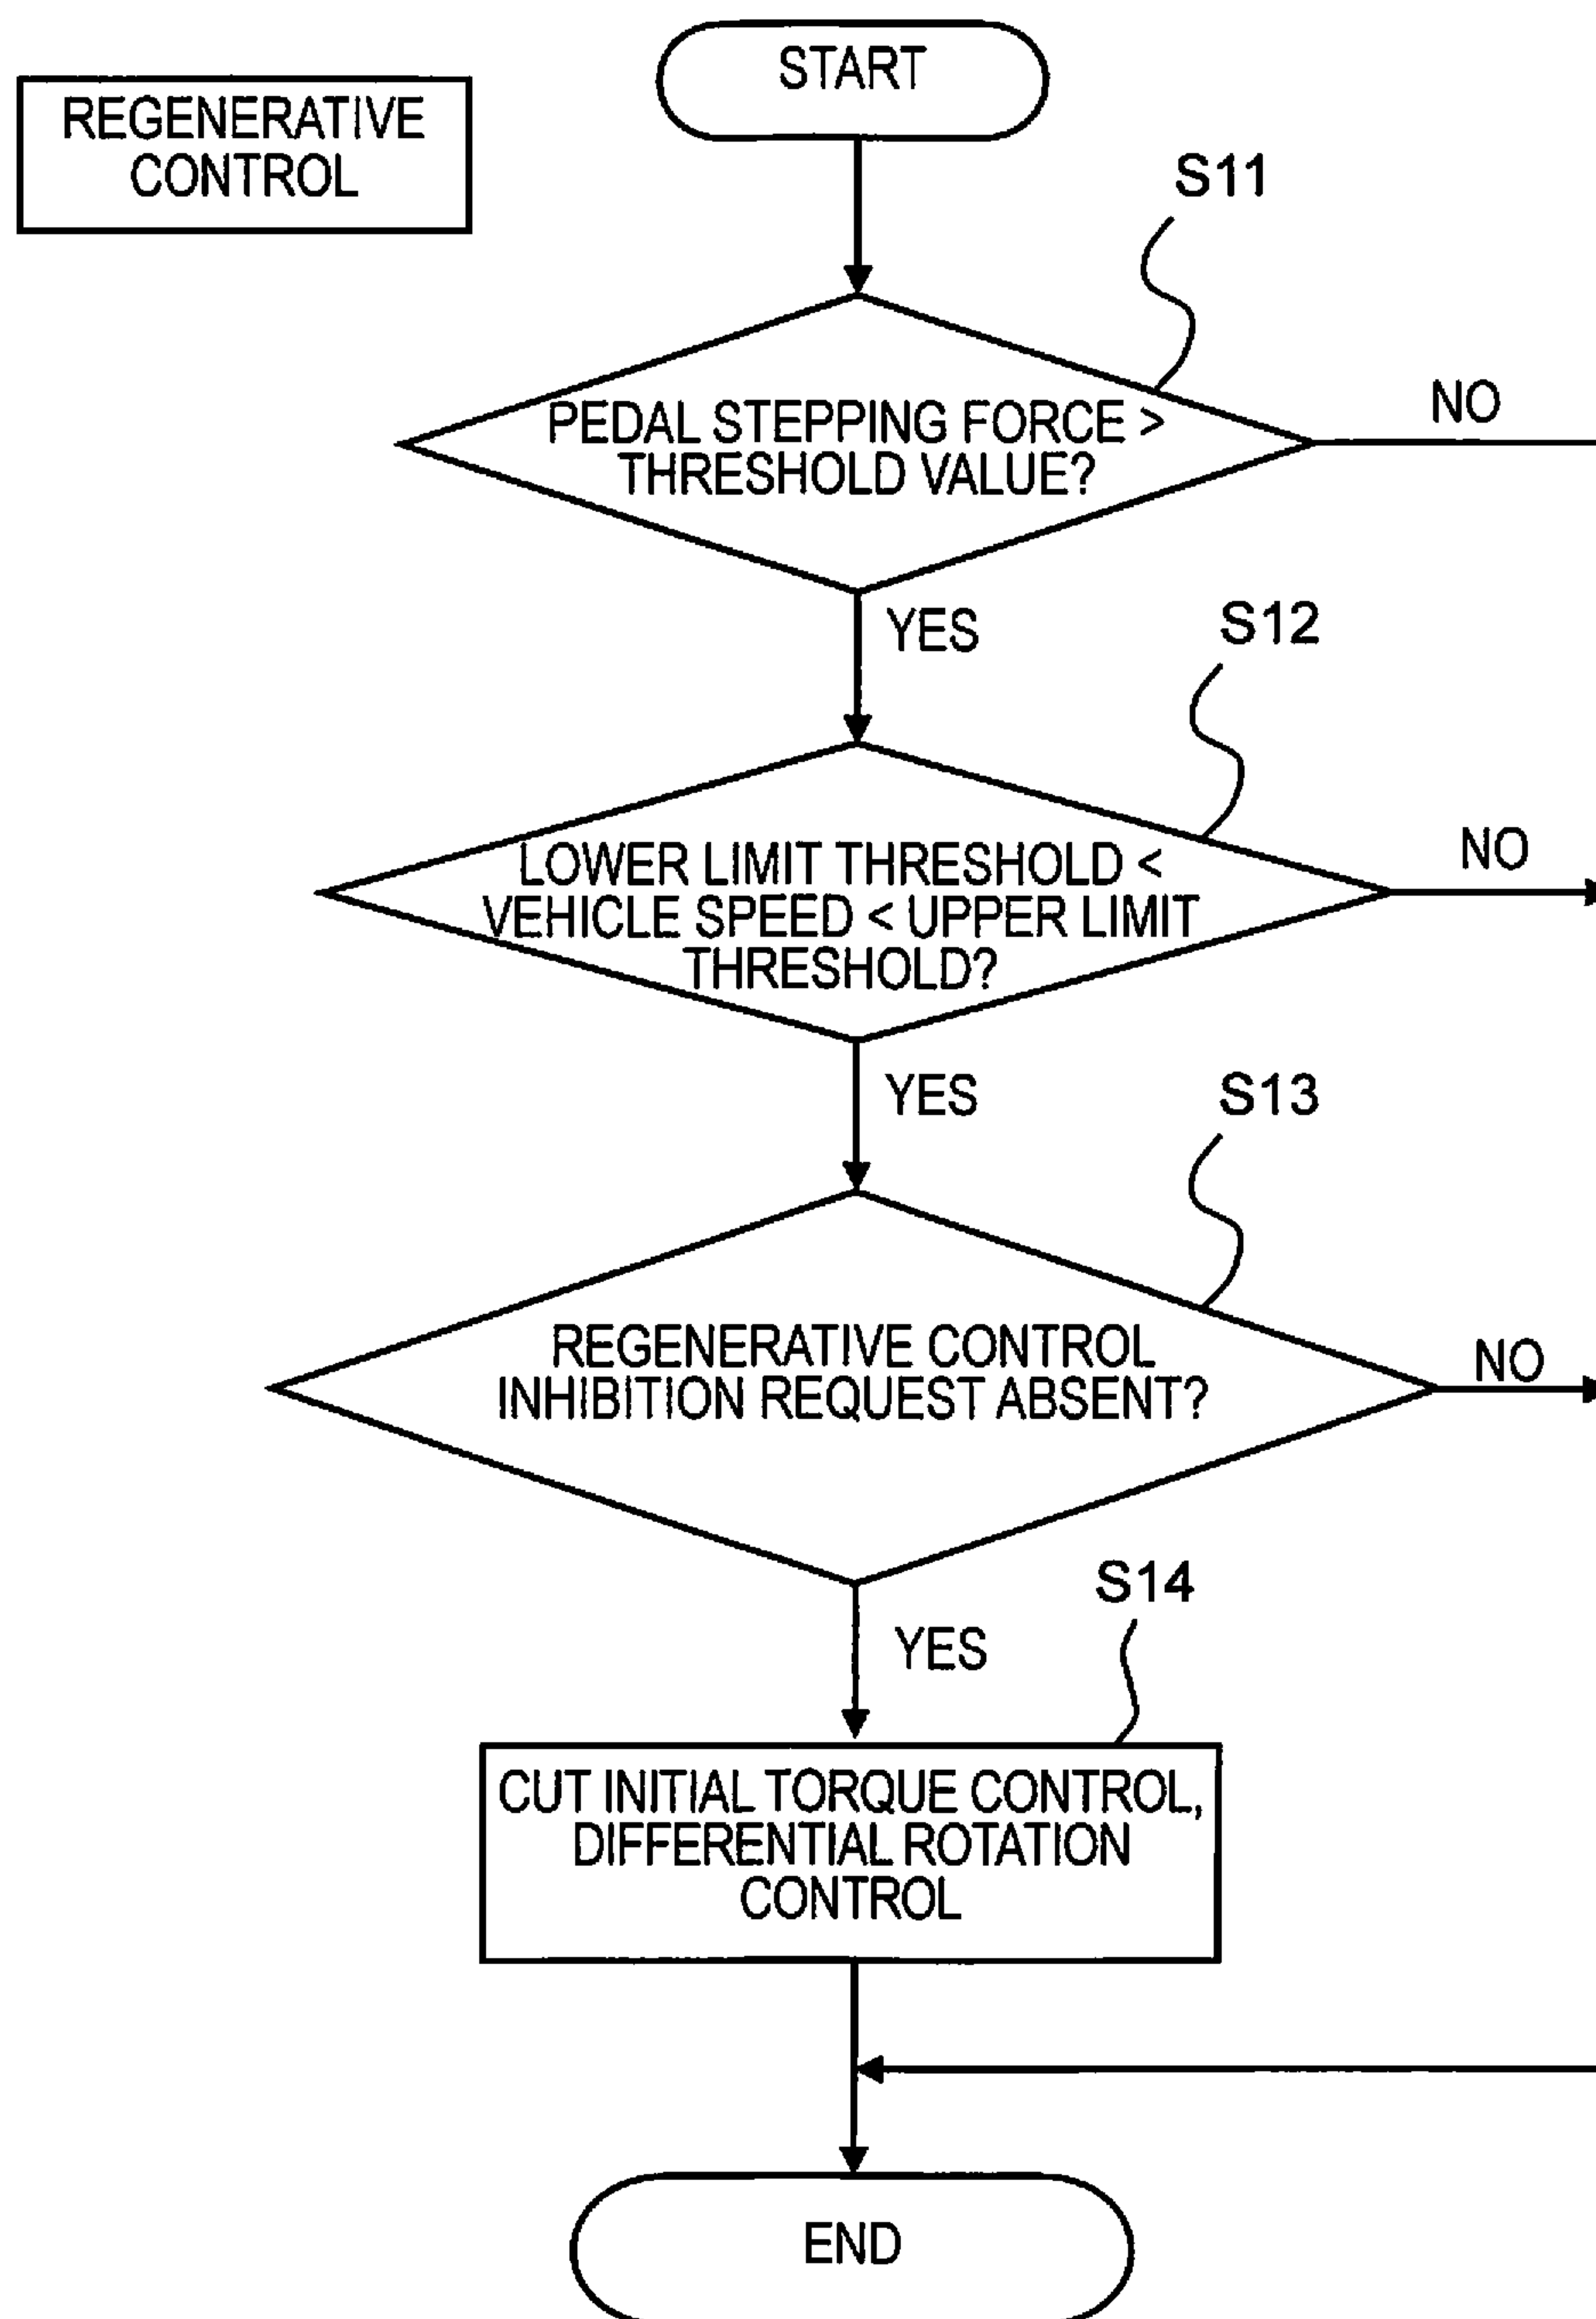 START
REGENERATIVE
CONTROL
S11
PEDAL STEPPING FORCE >
THRESHOLD VALUE?
NO
YES
S12
LOWER LIMIT THRESHOLD <
VEHICLE SPEED < UPPER LIMIT
THRESHOLD?
NO
YES
S13
REGENERATIVE CONTROL
INHIBITION REQUEST ABSENT?
NO
YES
S14
CUT INITIAL TORQUE CONTROL,
DIFFERENTIAL ROTATION
CONTROL
END